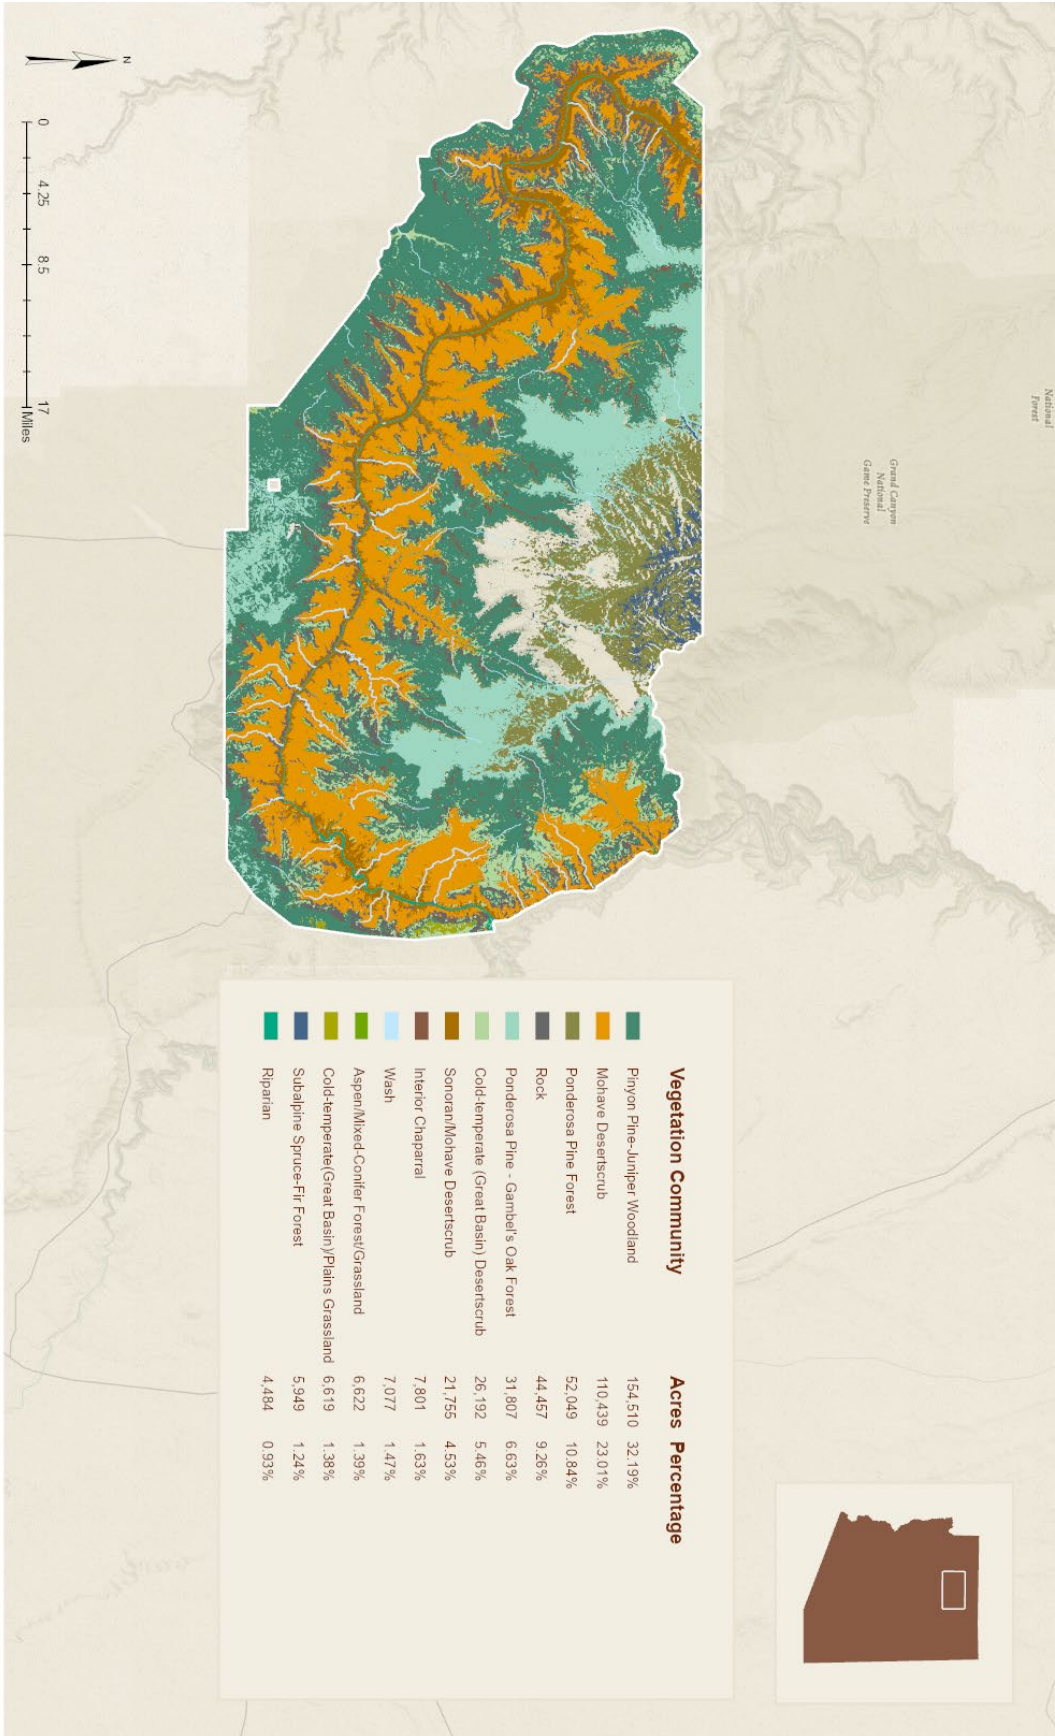 National
Forest
Grand Canyon
National
Game Preserve
N
0 4.25 8.5 17
Miles
Vegetation Community Acres Percentage
Pinyon Pine-Juniper Woodland 154,510 32.19%
Mohave Desertscrub 110,439 23.01%
Ponderosa Pine Forest 52,049 10.84%
Rock 44,457 9.26%
Ponderosa Pine - Gambel's Oak Forest 31,807 6.63%
Cold-temperate (Great Basin) Desertscrub 26,192 5.46%
Sonoran/Mohave Desertscrub 21,755 4.53%
Interior Chaparral 7,801 1.63%
Wash 7,077 1.47%
Aspen/Mixed-Conifer Forest/Grassland 6,622 1.39%
Cold-temperate(Great Basin)/Plains Grassland 6,619 1.38%
Subalpine Spruce-Fir Forest 5,949 1.24%
Riparian 4,484 0.93%